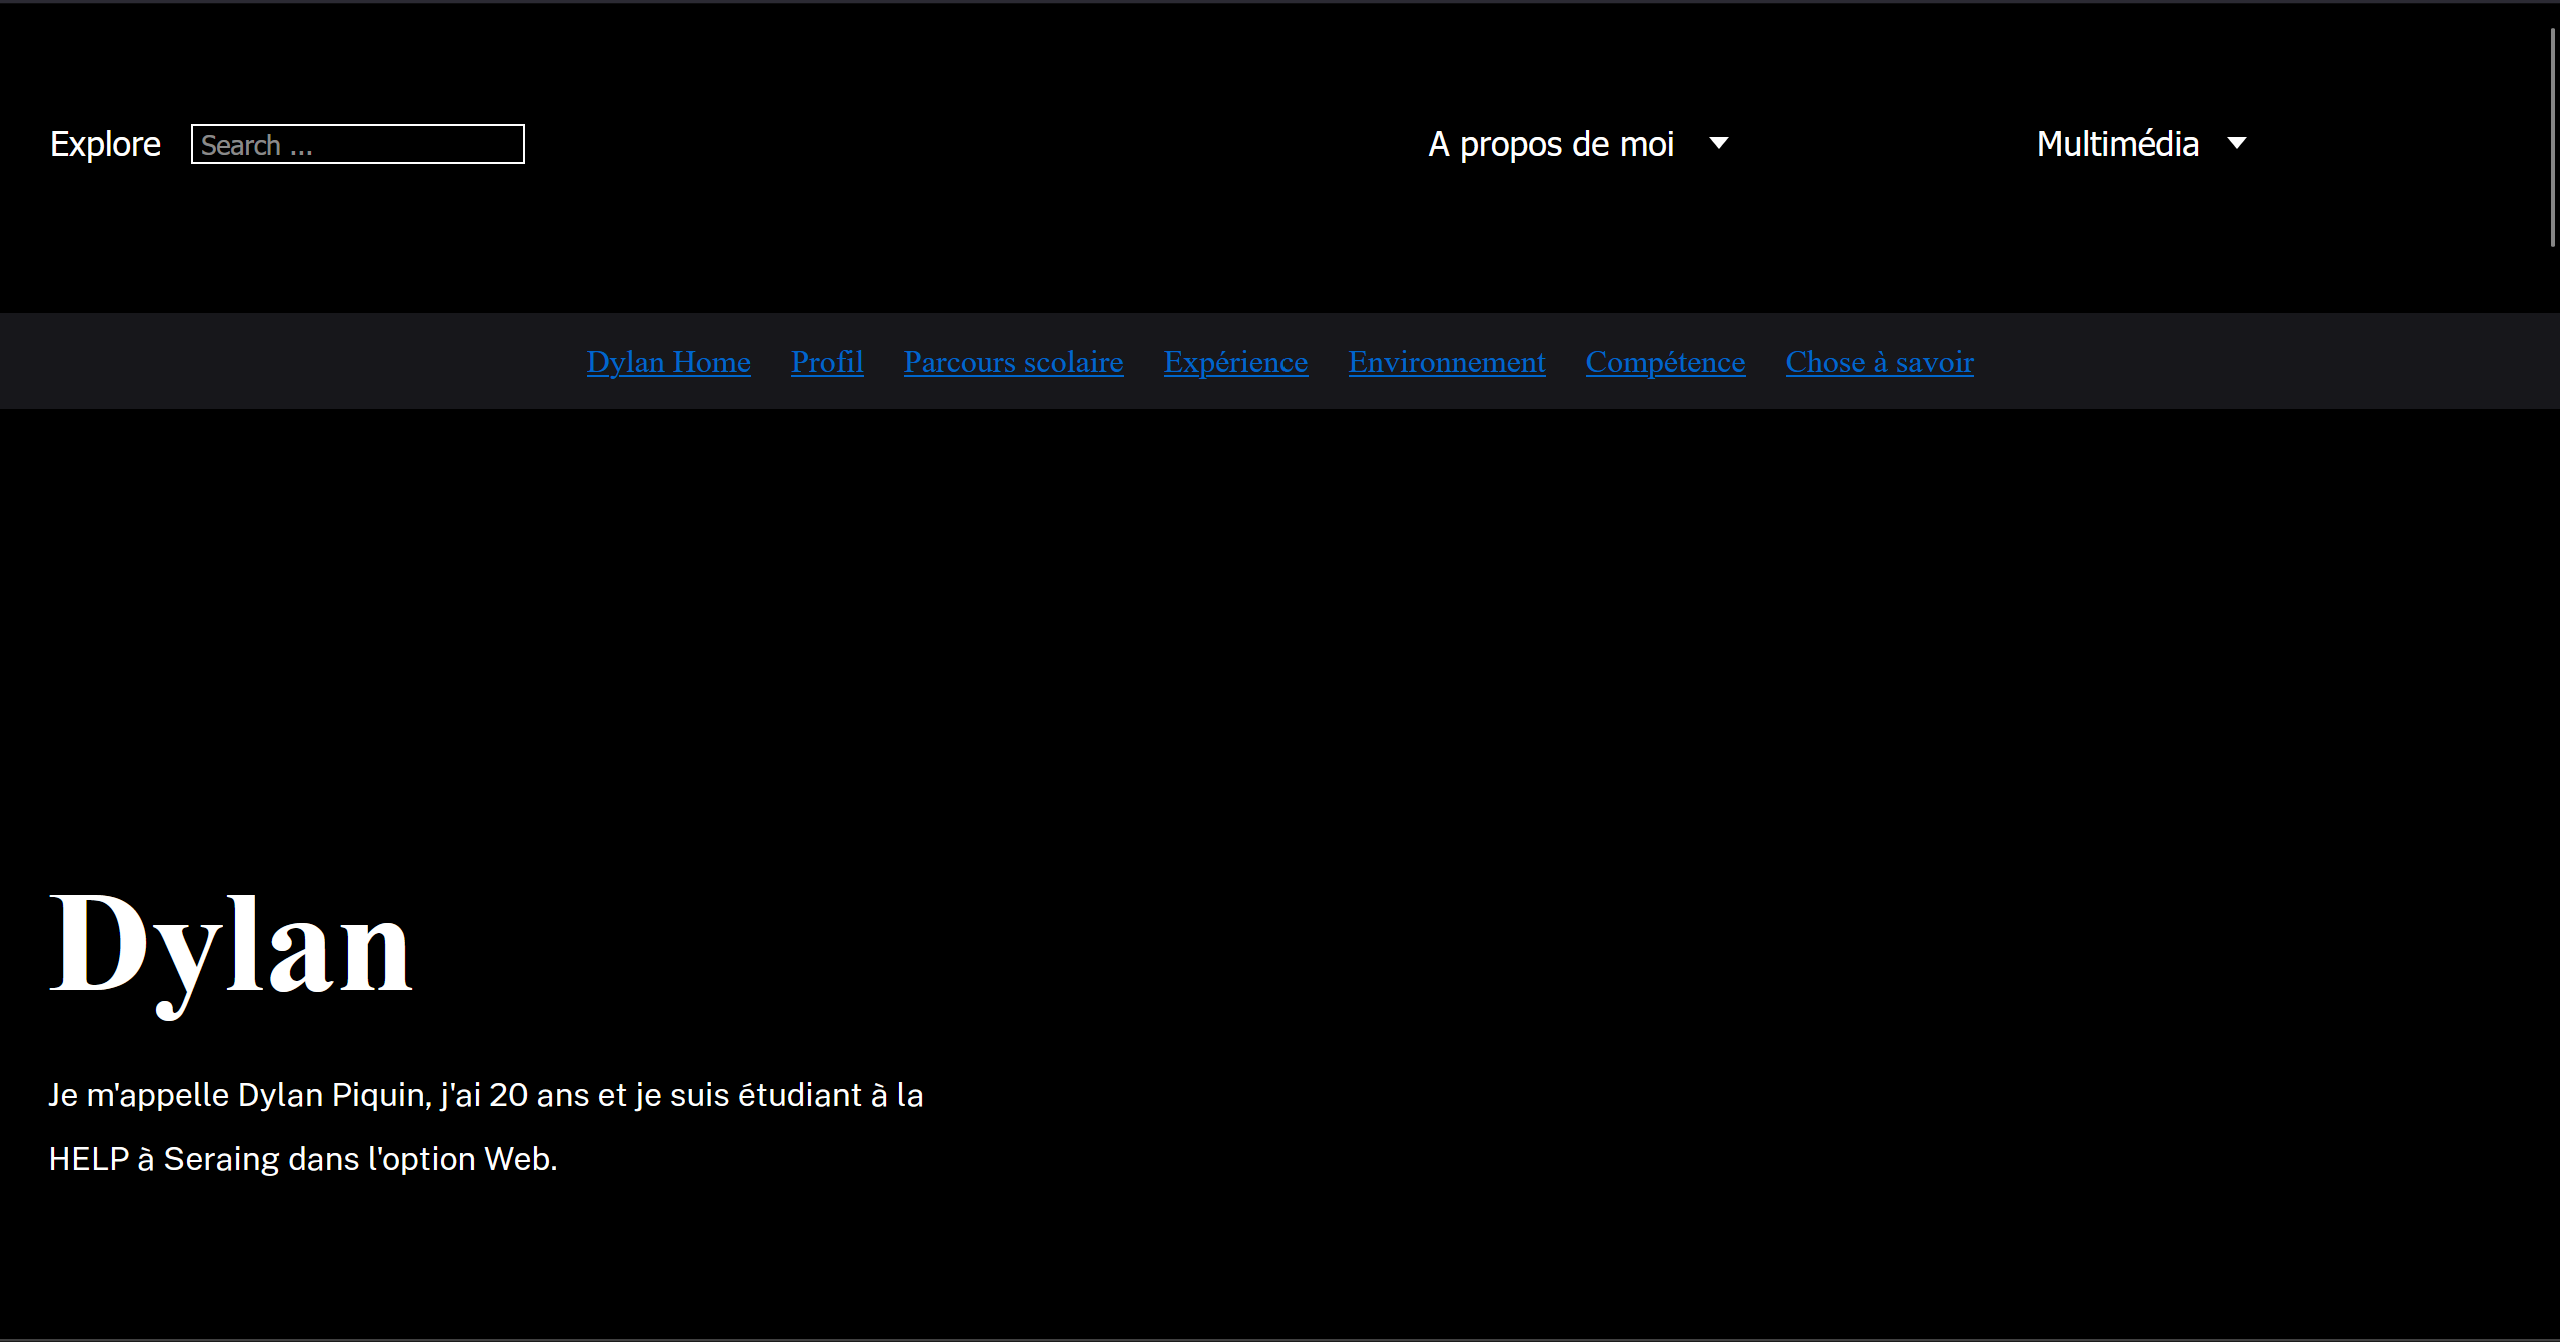 Explore Search ... A propos de moi Multimédia
Dylan Home Profil Parcours scolaire Expérience Environnement Compétence Chose à savoir
Dylan
Je m'appelle Dylan Piquin, j'ai 20 ans et je suis étudiant à la
HELP à Seraing dans l'option Web.